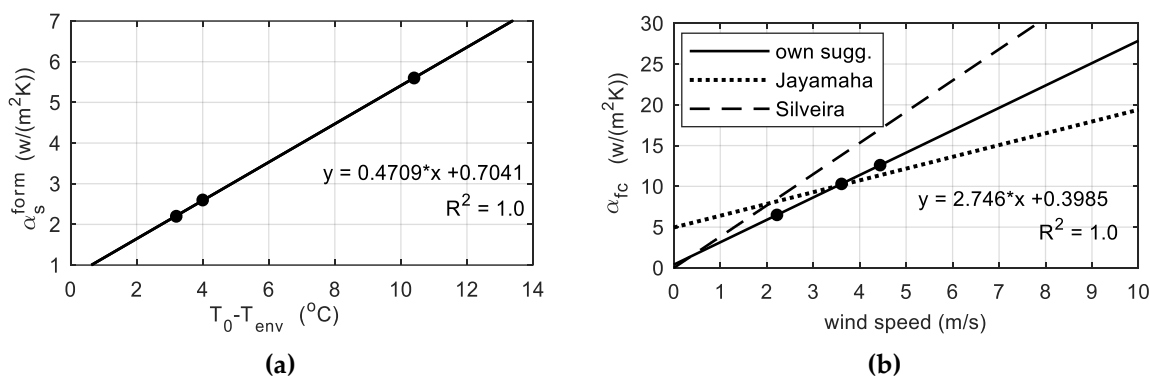 7
6
5
4
3
2
1
0 2 4 6 8 10 12 14
α_s^form (w/(m²K))
T₀-T_env (°C)
y = 0.4709*x +0.7041
R² = 1.0
(a)
30
25
20
15
10
5
0
0 1 2 3 4 5 6 7 8 9 10
α_fc (w/(m²K))
wind speed (m/s)
own sugg.
Jayamaha
Silveira
y = 2.746*x +0.3985
R² = 1.0
(b)